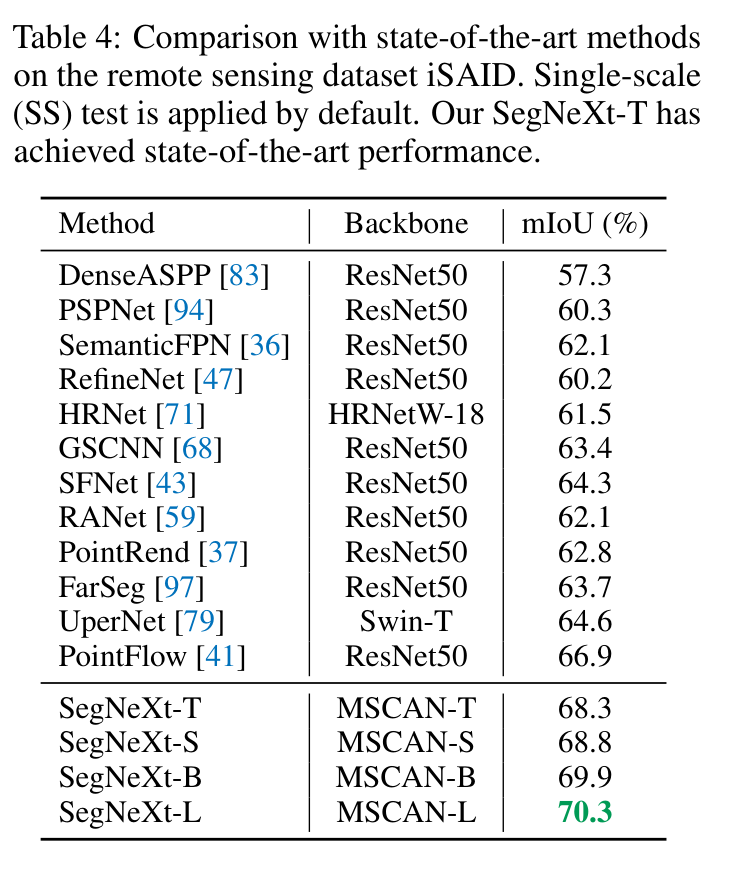 Table 4: Comparison with state-of-the-art methods
on the remote sensing dataset iSAID. Single-scale
(SS) test is applied by default. Our SegNeXt-T has
achieved state-of-the-art performance.
Method Backbone mIoU (%)
DenseASPP [83] ResNet50 57.3
PSPNet [94] ResNet50 60.3
SemanticFPN [36] ResNet50 62.1
RefineNet [47] ResNet50 60.2
HRNet [71] HRNetW-18 61.5
GSCNN [68] ResNet50 63.4
SFNet [43] ResNet50 64.3
RANet [59] ResNet50 62.1
PointRend [37] ResNet50 62.8
FarSeg [97] ResNet50 63.7
UperNet [79] Swin-T 64.6
PointFlow [41] ResNet50 66.9
SegNeXt-T MSCAN-T 68.3
SegNeXt-S MSCAN-S 68.8
SegNeXt-B MSCAN-B 69.9
SegNeXt-L MSCAN-L 70.3